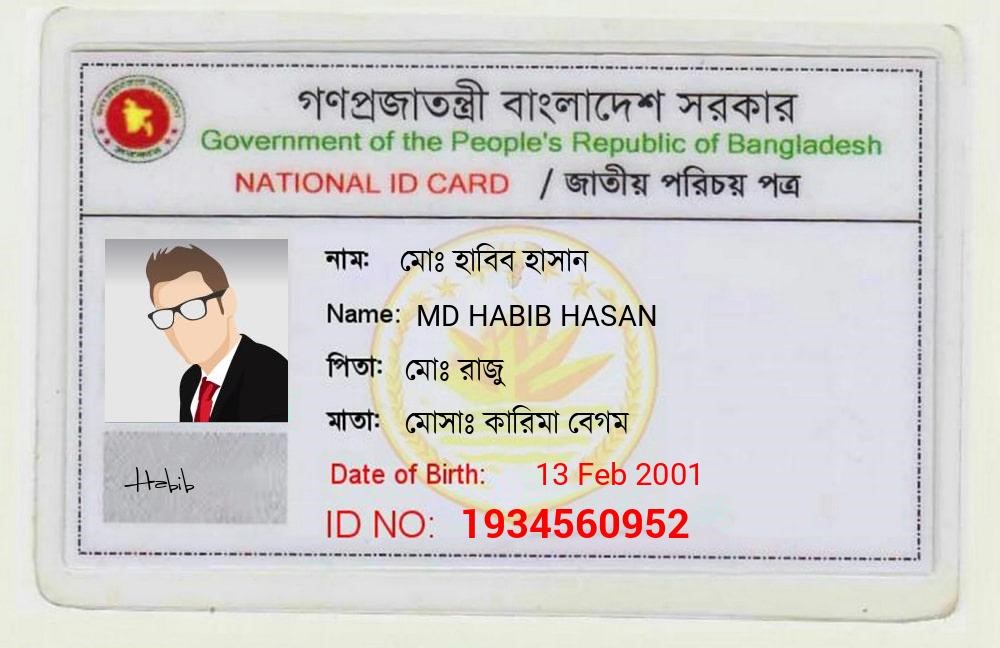 গণপ্রজাতন্ত্রী বাংলাদেশ সরকার
Government of the People's Republic of Bangladesh
NATIONAL ID CARD / জাতীয় পরিচয় পত্র
নাম: মোঃ হাবিব হাসান
Name: MD HABIB HASAN
পিতা: মোঃ রাজু
মাতা: মোসাঃ কারিমা বেগম
Date of Birth: 13 Feb 2001
Habib
ID NO: 1934560952